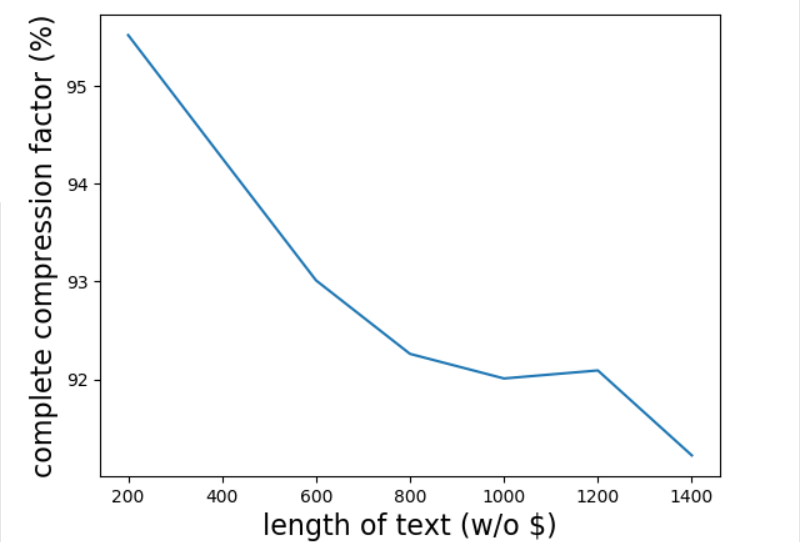 complete compression factor (%)
95
94
93
92
200 400 600 800 1000 1200 1400
length of text (w/o $)